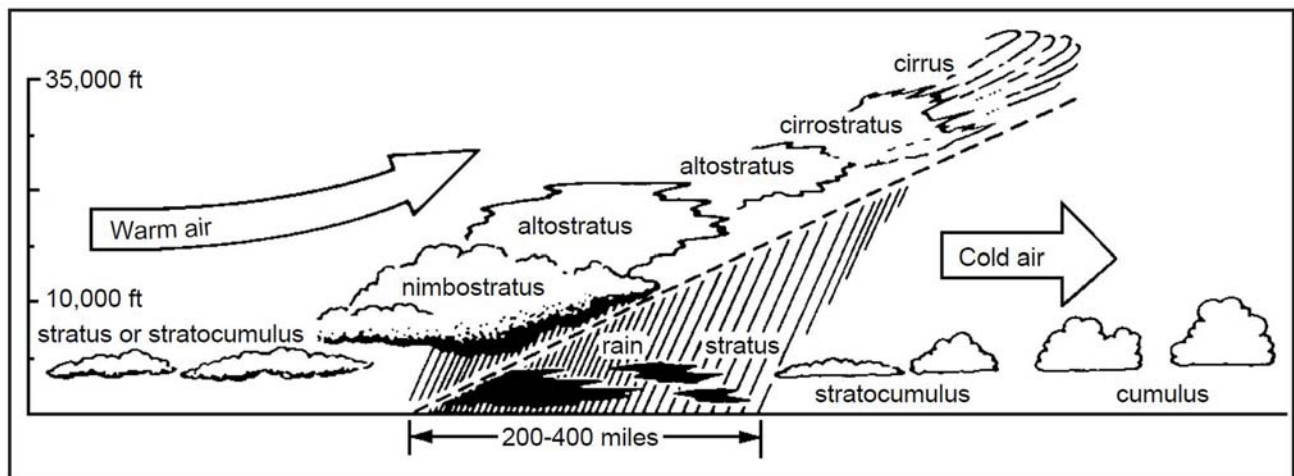 35,000 ft
cirrus
cirrostratus
altostratus
Warm air
altostratus
Cold air
nimbostratus
10,000 ft
stratus or stratocumulus
rain
stratus
stratocumulus
cumulus
200-400 miles